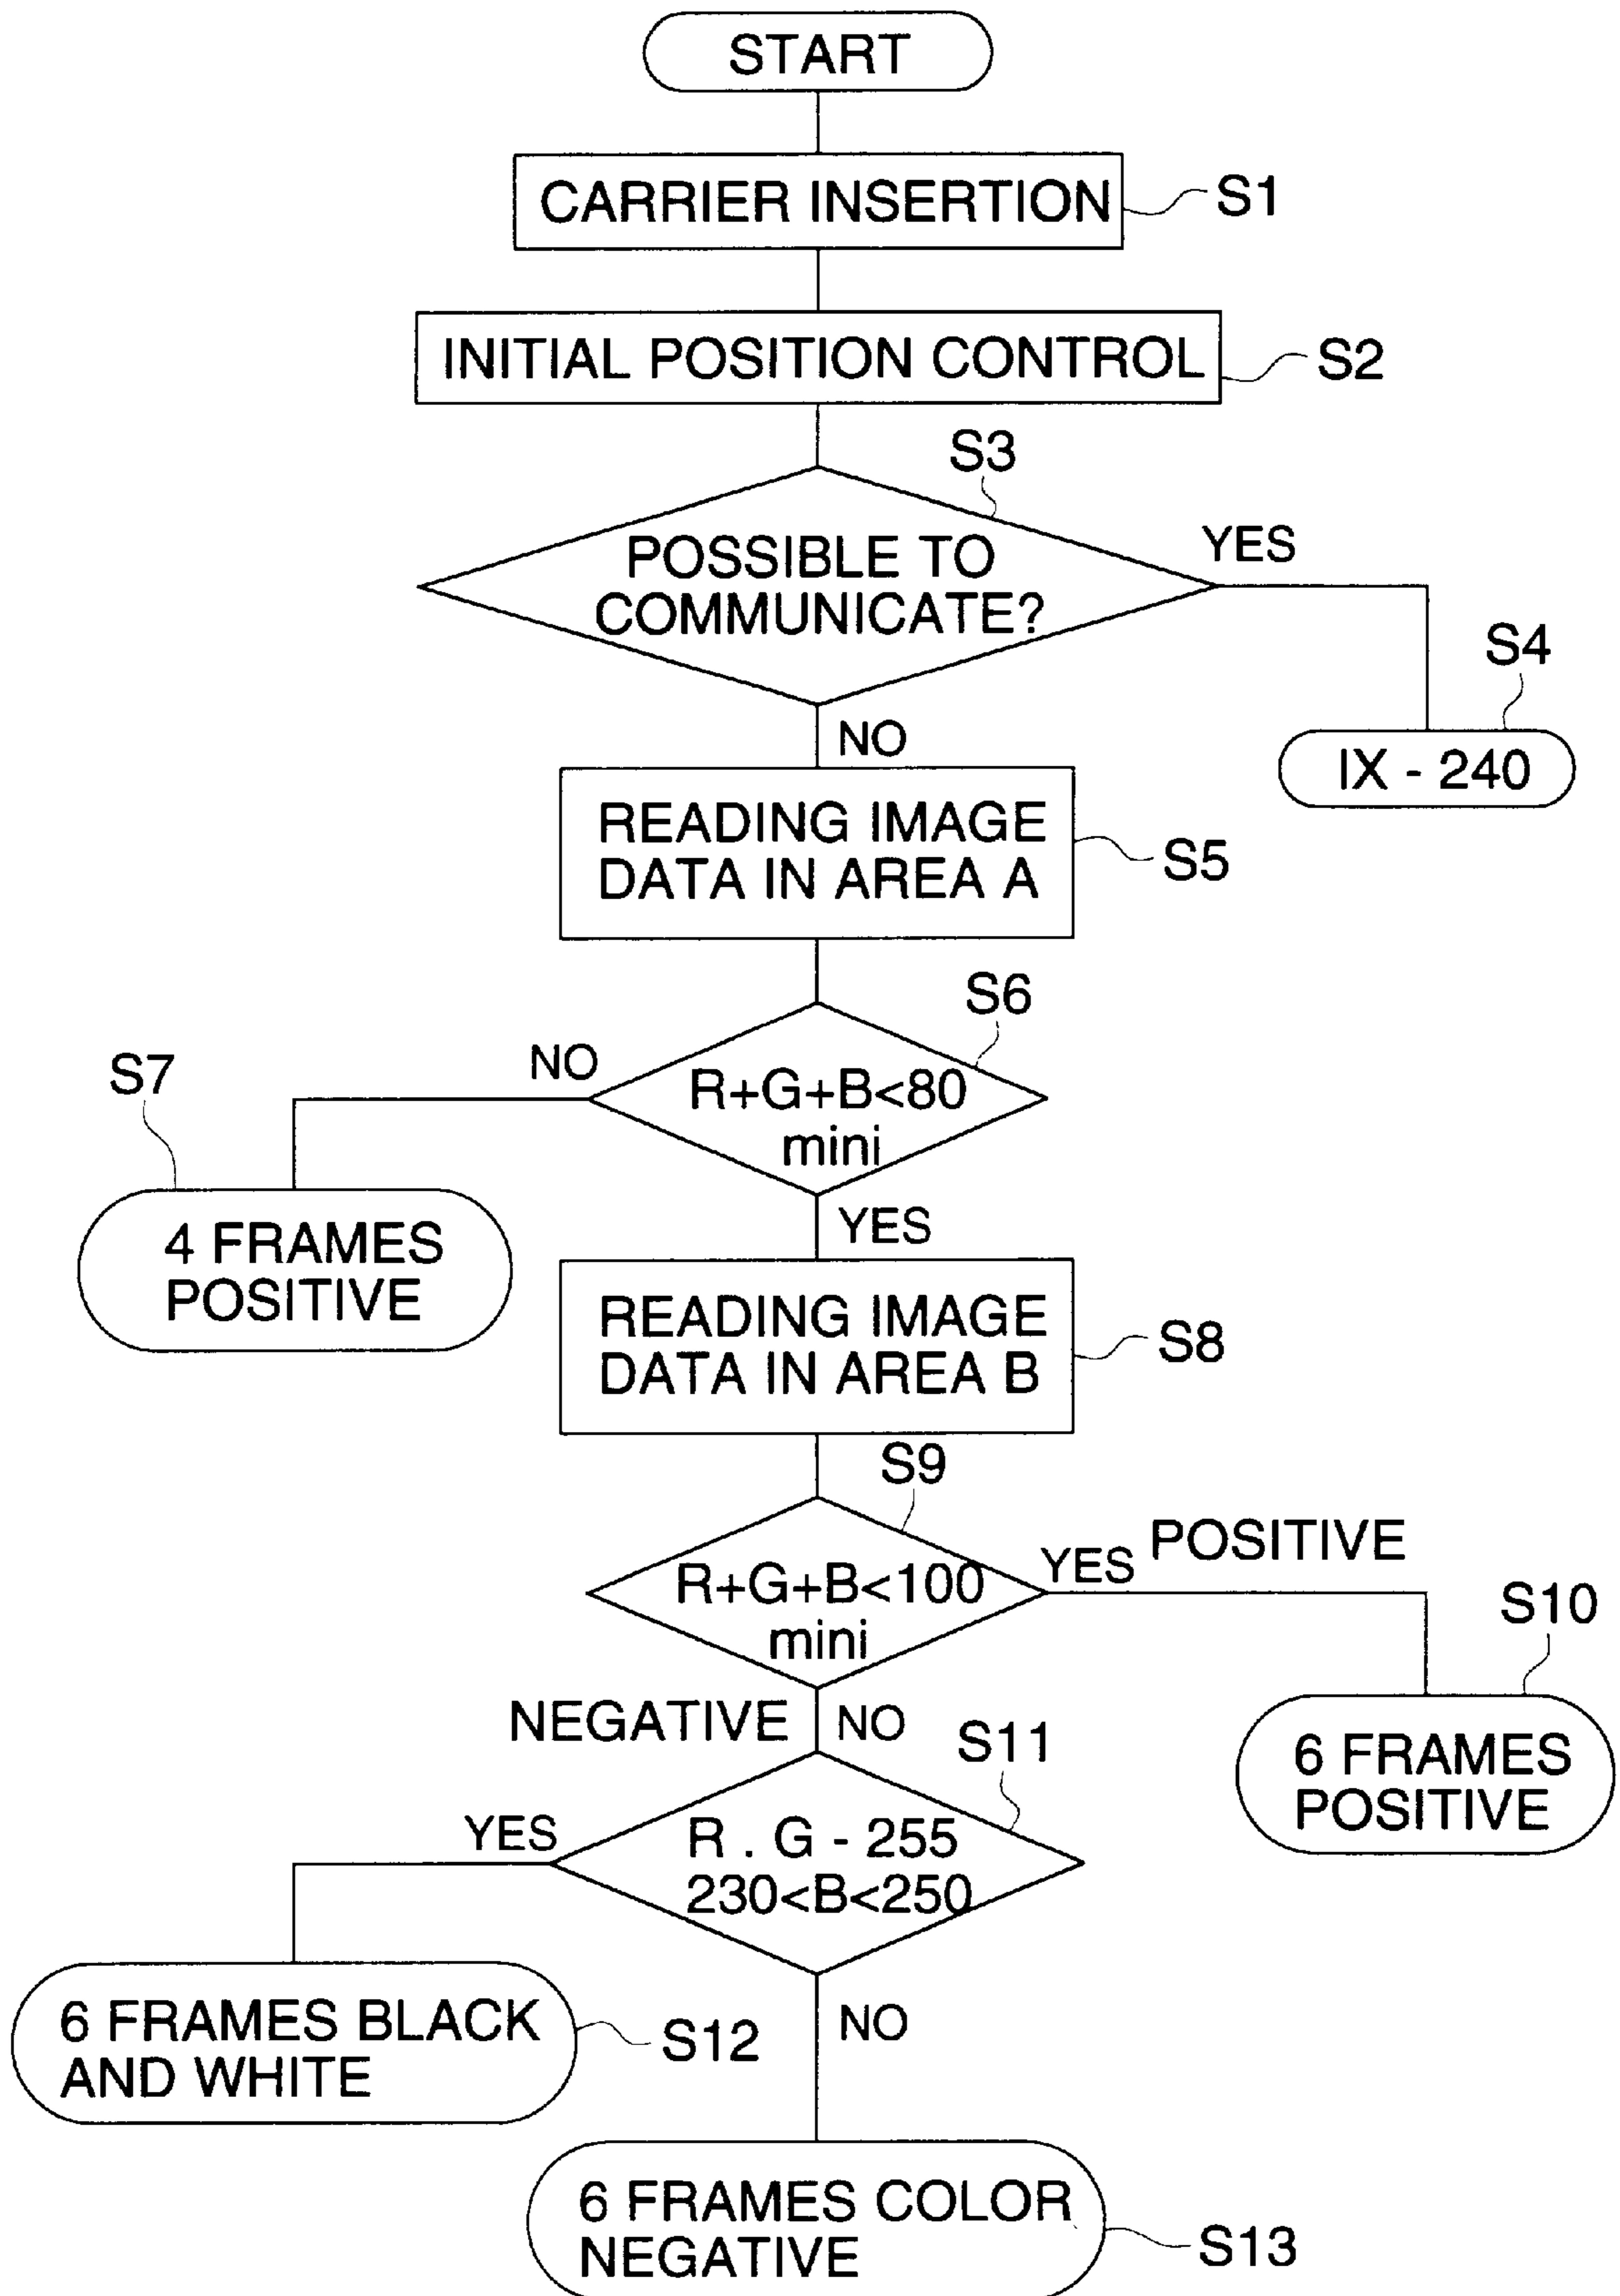 START
CARRIER INSERTION
S1
INITIAL POSITION CONTROL
S2
S3
POSSIBLE TO
COMMUNICATE?
YES
S4
IX - 240
NO
READING IMAGE
DATA IN AREA A
S5
S6
R+G+B<80
mini
NO
S7
4 FRAMES
POSITIVE
YES
READING IMAGE
DATA IN AREA B
S8
S9
R+G+B<100
mini
YES POSITIVE
S10
6 FRAMES
POSITIVE
NEGATIVE NO
S11
R . G - 255
230<B<250
YES
6 FRAMES BLACK
AND WHITE
S12
NO
6 FRAMES COLOR
NEGATIVE
S13